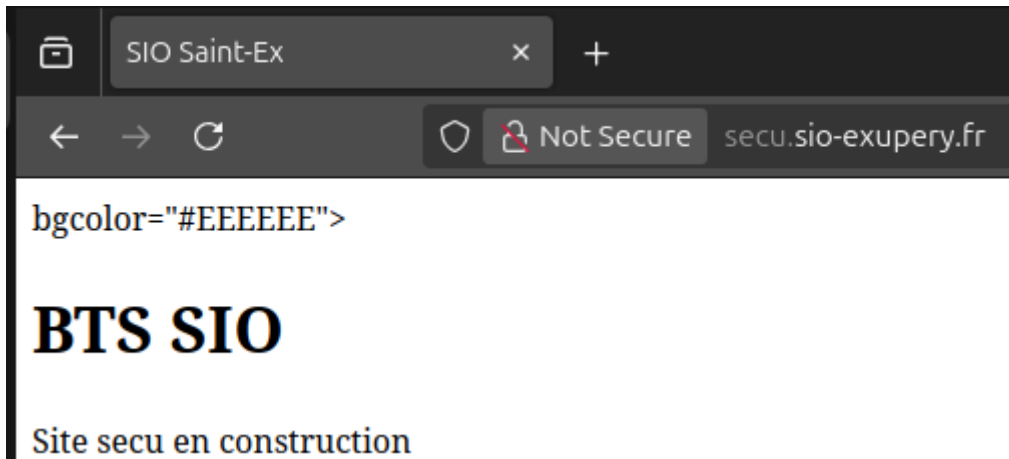 SIO Saint-Ex
Not Secure secu.sio-exupery.fr
bgcolor="#EEEEEE">
BTS SIO
Site secu en construction